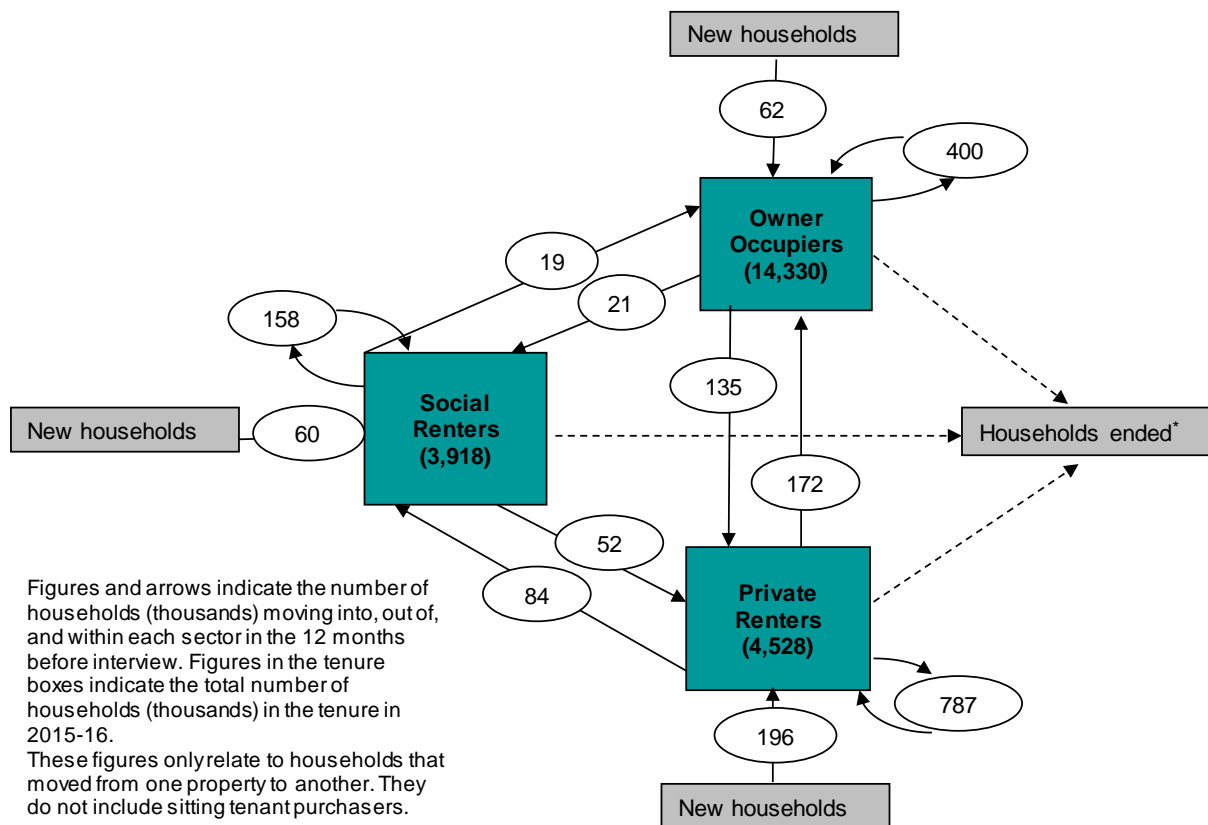 New households
62
400
Owner
Occupiers
(14,330)
19
21
158
135
Social
Renters
(3,918)
New households
60
Households ended*
172
52
84
Private
Renters
(4,528)
787
196
New households
Figures and arrows indicate the number of
households (thousands) moving into, out of,
and within each sector in the 12 months
before interview. Figures in the tenure
boxes indicate the total number of
households (thousands) in the tenure in
2015-16.
These figures only relate to households that
moved from one property to another. They
do not include sitting tenant purchasers.